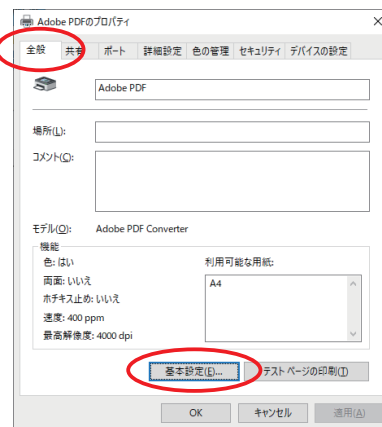 Adobe PDFのプロパティ
全般 共有 ポート 詳細設定 色の管理 セキュリティ デバイスの設定
Adobe PDF
場所(L):
コメント(C):
モデル(O): Adobe PDF Converter
機能
色: はい
利用可能な用紙:
両面: いいえ
A4
ホチキス止め: いいえ
速度: 400 ppm
最高解像度: 4000 dpi
基本設定(E)... テスト ページの印刷(T)
OK キャンセル 適用(A)